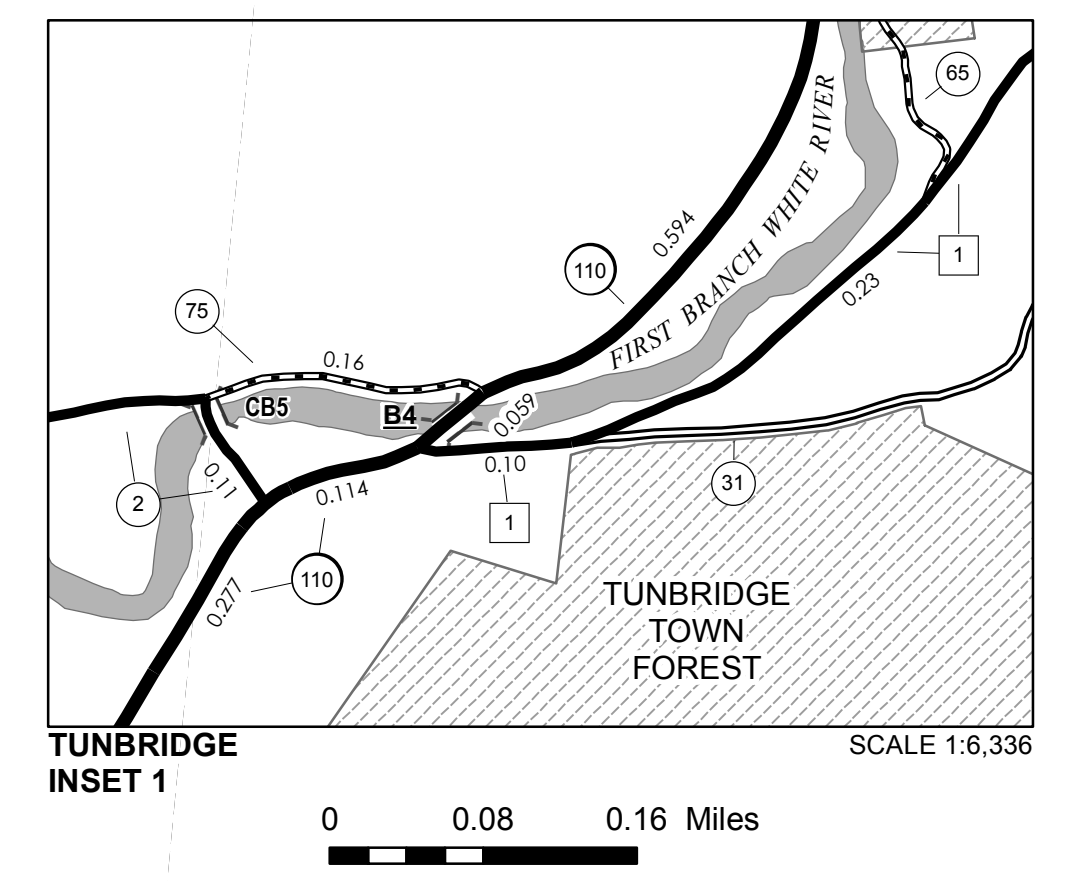 65
FIRST BRANCH WHITE RIVER
0.594
1
110
0.23
75
0.16
CB5
B4
0.059
0.10
31
2
0.11
0.114
1
110
0.277
TUNBRIDGE
TOWN
FOREST
TUNBRIDGE
INSET 1
SCALE 1:6,336
0 0.08 0.16 Miles